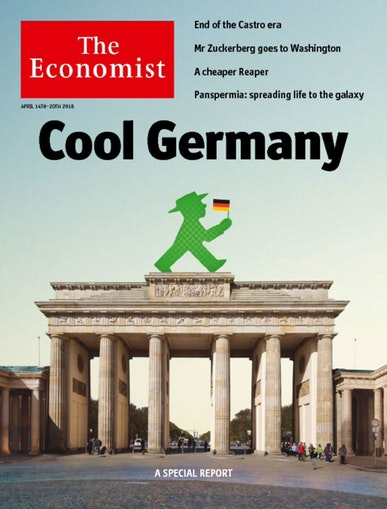 The
Economist
End of the Castro era
Mr Zuckerberg goes to Washington
A cheaper Reaper
Panspermia: spreading life to the galaxy
APRIL 14TH–20TH 2018
Cool Germany
A SPECIAL REPORT